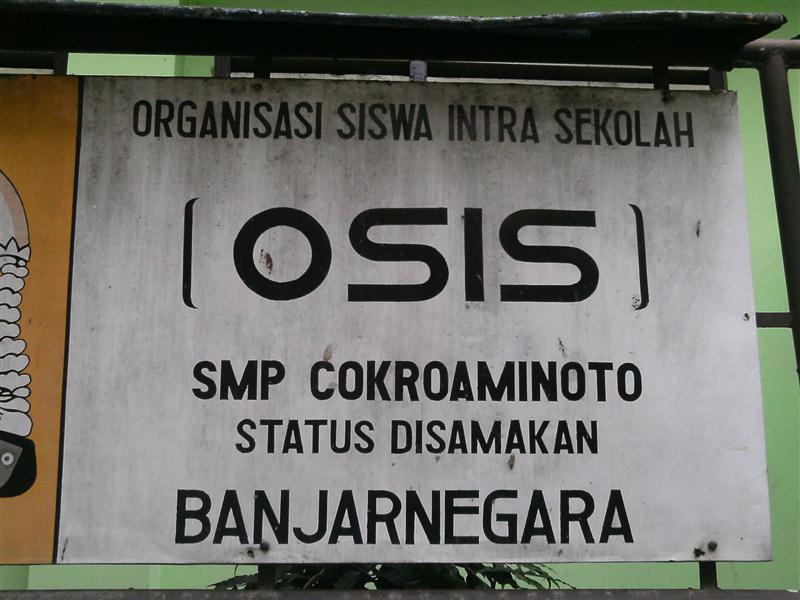 ORGANISASI SISWA INTRA SEKOLAH
(OSIS)
SMP COKROAMINOTO
STATUS DISAMAKAN
BANJARNEGARA